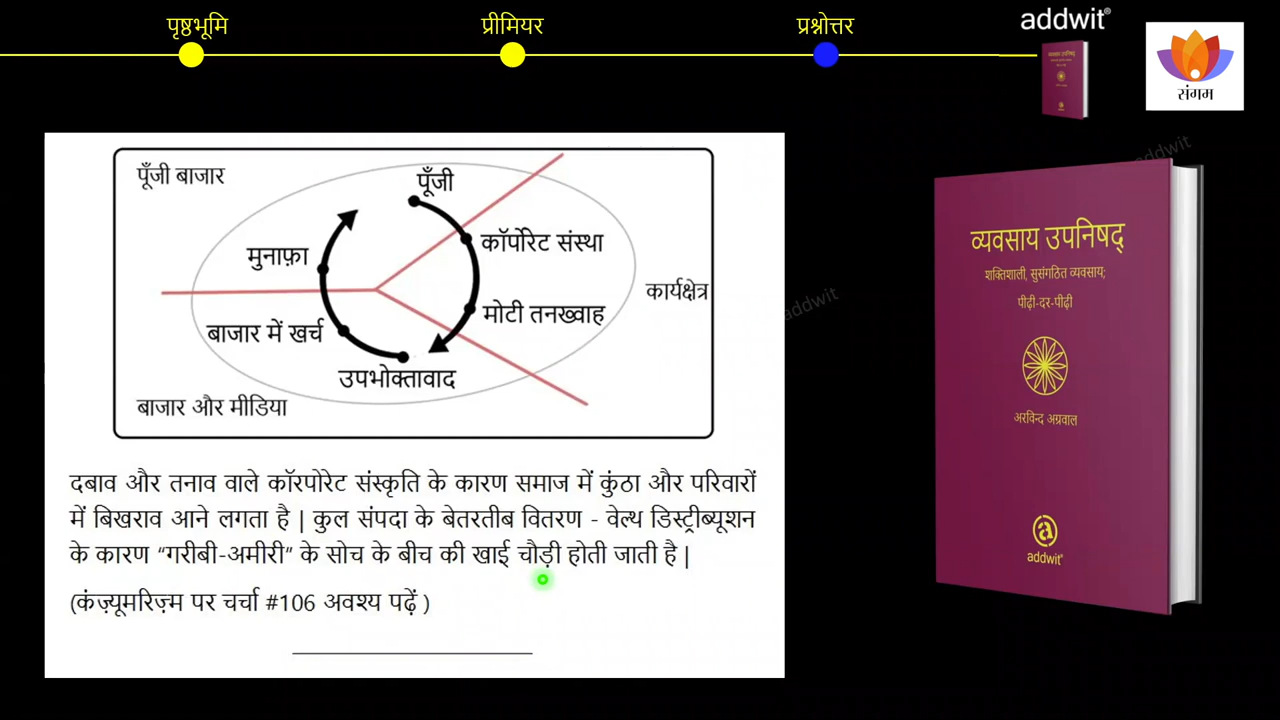 पृष्ठभूमि
प्रीमियर
प्रश्नोत्तर
addwit®
संगम
पूँजी बाजार
पूँजी
कॉर्पोरेट संस्था
मुनाफ़ा
कार्यक्षेत्र
मोटी तनख्वाह
बाजार में खर्च
उपभोक्तावाद
बाजार और मीडिया
दबाव और तनाव वाले कॉरपोरेट संस्कृति के कारण समाज में कुंठा और परिवारों
में बिखराव आने लगता है | कुल संपदा के बेतरतीब वितरण - वेल्थ डिस्ट्रीब्यूशन
के कारण “गरीबी-अमीरी” के सोच के बीच की खाई चौड़ी होती जाती है |
(कंज़्यूमरिज़्म पर चर्चा #106 अवश्य पढ़ें )
addwit
addwit
व्यवसाय उपनिषद्
शक्तिशाली, सुसंगठित व्यवसाय;
पीढ़ी-दर-पीढ़ी
अरविन्द अग्रवाल
addwit®